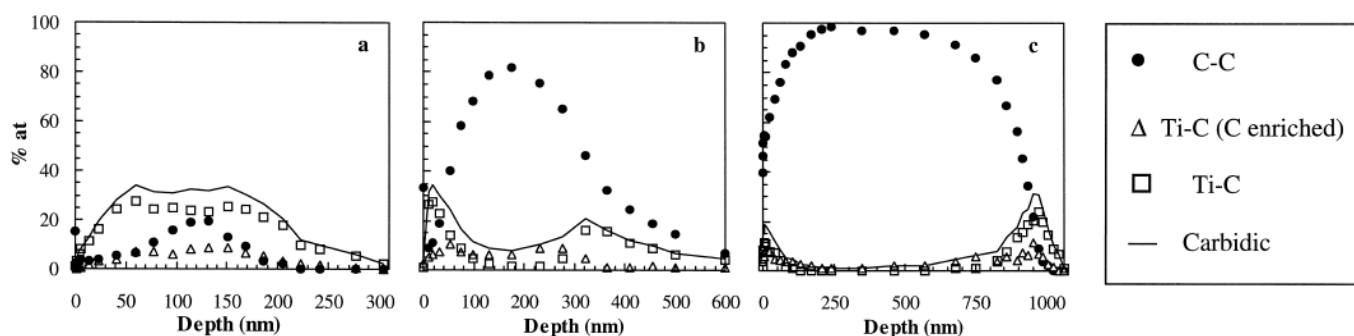 100
80
60
40
20
0
% at
a
b
c
0 50 100 150 200 250 300
0 100 200 300 400 500 600
0 250 500 750 1000
Depth (nm)
Depth (nm)
Depth (nm)
C-C
Ti-C (C enriched)
Ti-C
Carbidic